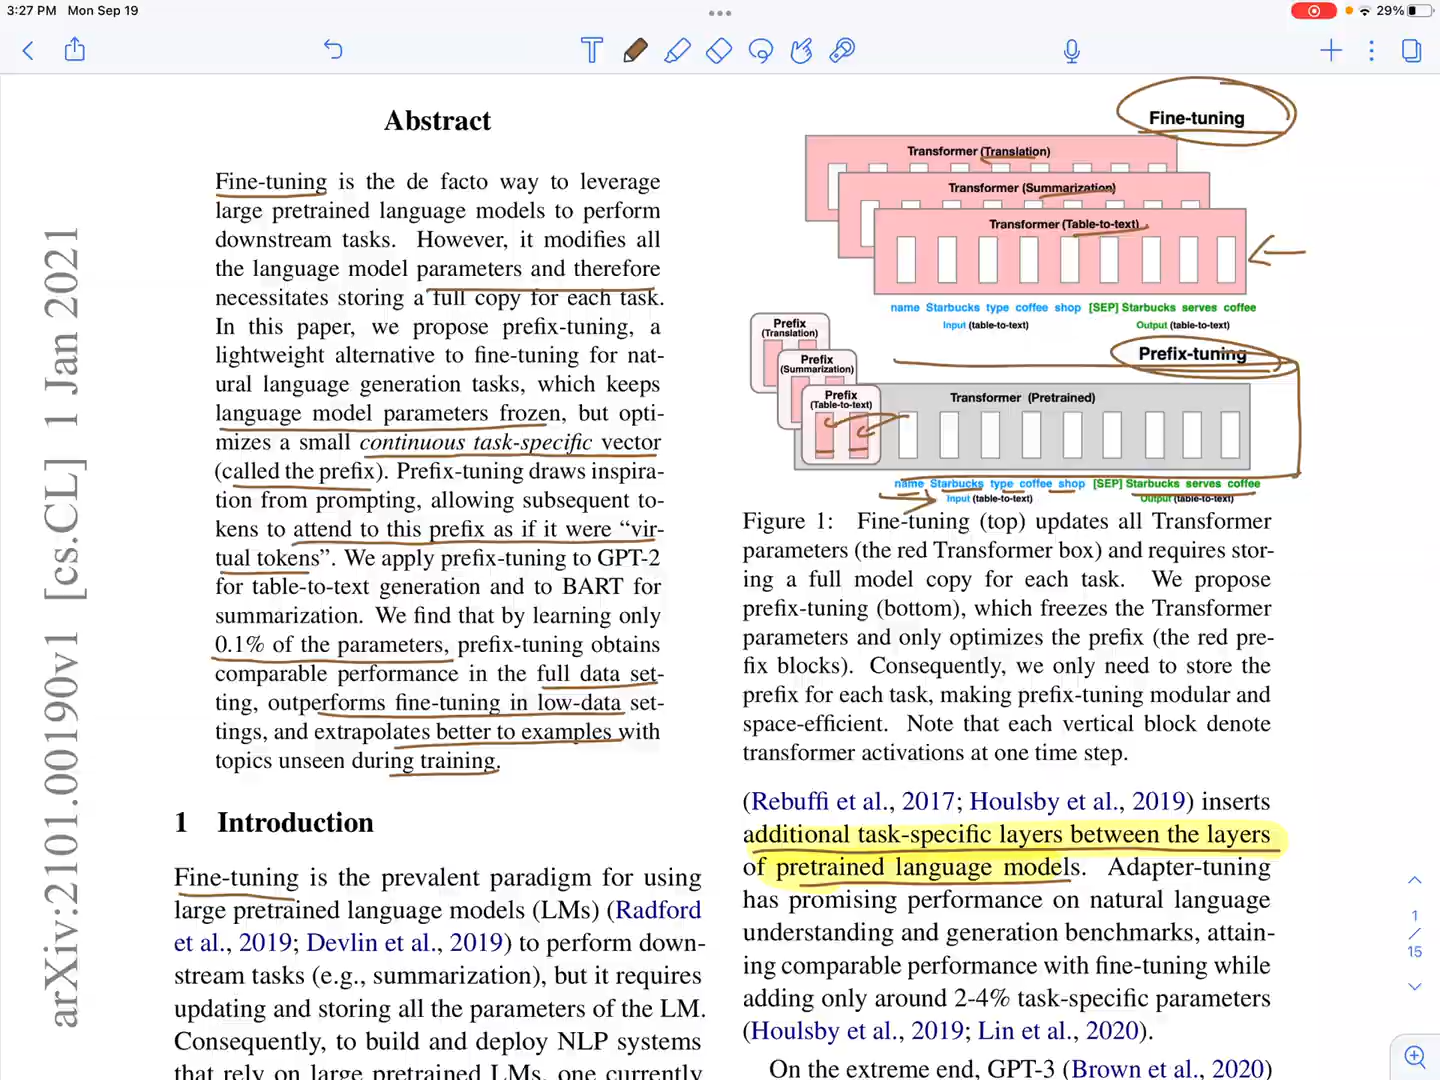 3:27 PM Mon Sep 19
29%
arXiv:2101.00190v1 [cs.CL] 1 Jan 2021
Abstract
Fine-tuning is the de facto way to leverage
large pretrained language models to perform
downstream tasks. However, it modifies all
the language model parameters and therefore
necessitates storing a full copy for each task.
In this paper, we propose prefix-tuning, a
lightweight alternative to fine-tuning for nat-
ural language generation tasks, which keeps
language model parameters frozen, but opti-
mizes a small continuous task-specific vector
(called the prefix). Prefix-tuning draws inspira-
tion from prompting, allowing subsequent to-
kens to attend to this prefix as if it were “vir-
tual tokens”. We apply prefix-tuning to GPT-2
for table-to-text generation and to BART for
summarization. We find that by learning only
0.1% of the parameters, prefix-tuning obtains
comparable performance in the full data set-
ting, outperforms fine-tuning in low-data set-
tings, and extrapolates better to examples with
topics unseen during training.
1 Introduction
Fine-tuning is the prevalent paradigm for using
large pretrained language models (LMs) (Radford
et al., 2019; Devlin et al., 2019) to perform down-
stream tasks (e.g., summarization), but it requires
updating and storing all the parameters of the LM.
Consequently, to build and deploy NLP systems
that rely on large pretrained LMs, one currently
Fine-tuning
Transformer (Translation)
Transformer (Summarization)
Transformer (Table-to-text)
name Starbucks type coffee shop [SEP] Starbucks serves coffee
Input (table-to-text) Output (table-to-text)
Prefix
(Translation)
Prefix
(Summarization)
Prefix
(Table-to-text)
Prefix-tuning
Transformer (Pretrained)
name Starbucks type coffee shop [SEP] Starbucks serves coffee
Input (table-to-text) Output (table-to-text)
Figure 1: Fine-tuning (top) updates all Transformer
parameters (the red Transformer box) and requires stor-
ing a full model copy for each task. We propose
prefix-tuning (bottom), which freezes the Transformer
parameters and only optimizes the prefix (the red pre-
fix blocks). Consequently, we only need to store the
prefix for each task, making prefix-tuning modular and
space-efficient. Note that each vertical block denote
transformer activations at one time step.
(Rebuffi et al., 2017; Houlsby et al., 2019) inserts
additional task-specific layers between the layers
of pretrained language models. Adapter-tuning
has promising performance on natural language
understanding and generation benchmarks, attain-
ing comparable performance with fine-tuning while
adding only around 2-4% task-specific parameters
(Houlsby et al., 2019; Lin et al., 2020).
On the extreme end, GPT-3 (Brown et al., 2020)
1
/
15